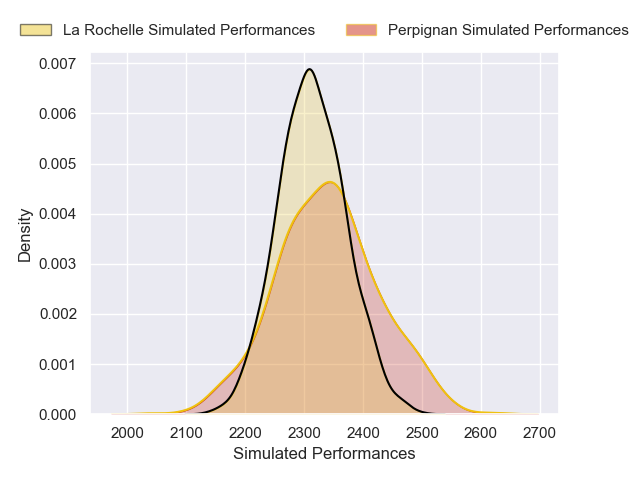 La Rochelle Simulated Performances
Perpignan Simulated Performances
0.007
0.006
0.005
0.004
0.003
0.002
0.001
0.000
Density
2000 2100 2200 2300 2400 2500 2600 2700
Simulated Performances